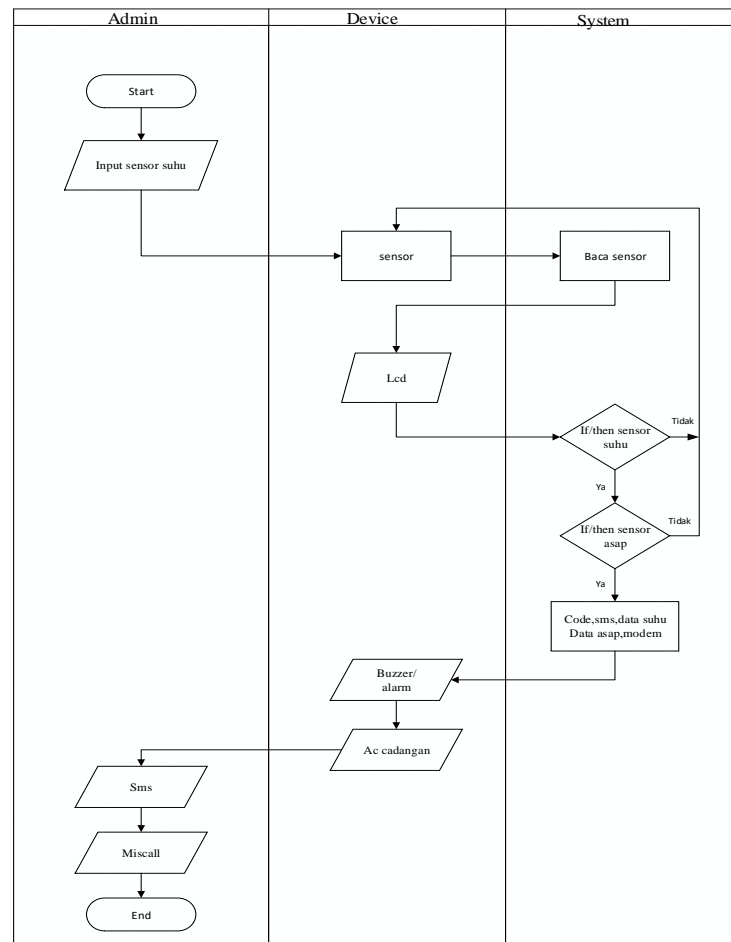 Admin
Device
System
Start
Input sensor suhu
sensor
Baca sensor
Lcd
If/then sensor
suhu
Tidak
Ya
If/then sensor
asap
Tidak
Ya
Code,sms,data suhu
Data asap,modem
Buzzer/
alarm
Ac cadangan
Sms
Miscall
End